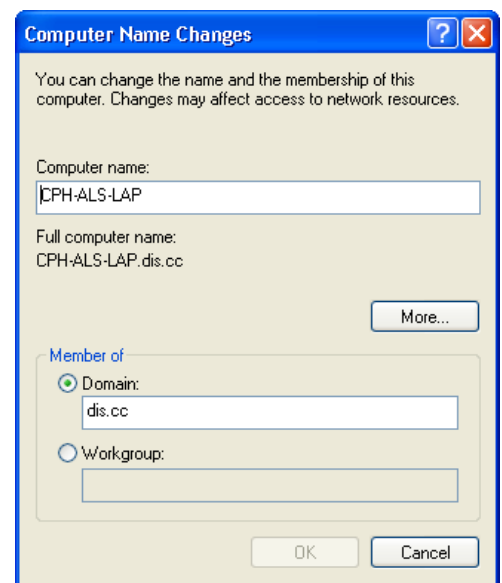 Computer Name Changes
You can change the name and the membership of this
computer. Changes may affect access to network resources.
Computer name:
CPH-ALS-LAP
Full computer name:
CPH-ALS-LAP.dis.cc
More...
Member of
Domain:
dis.cc
Workgroup:
OK Cancel